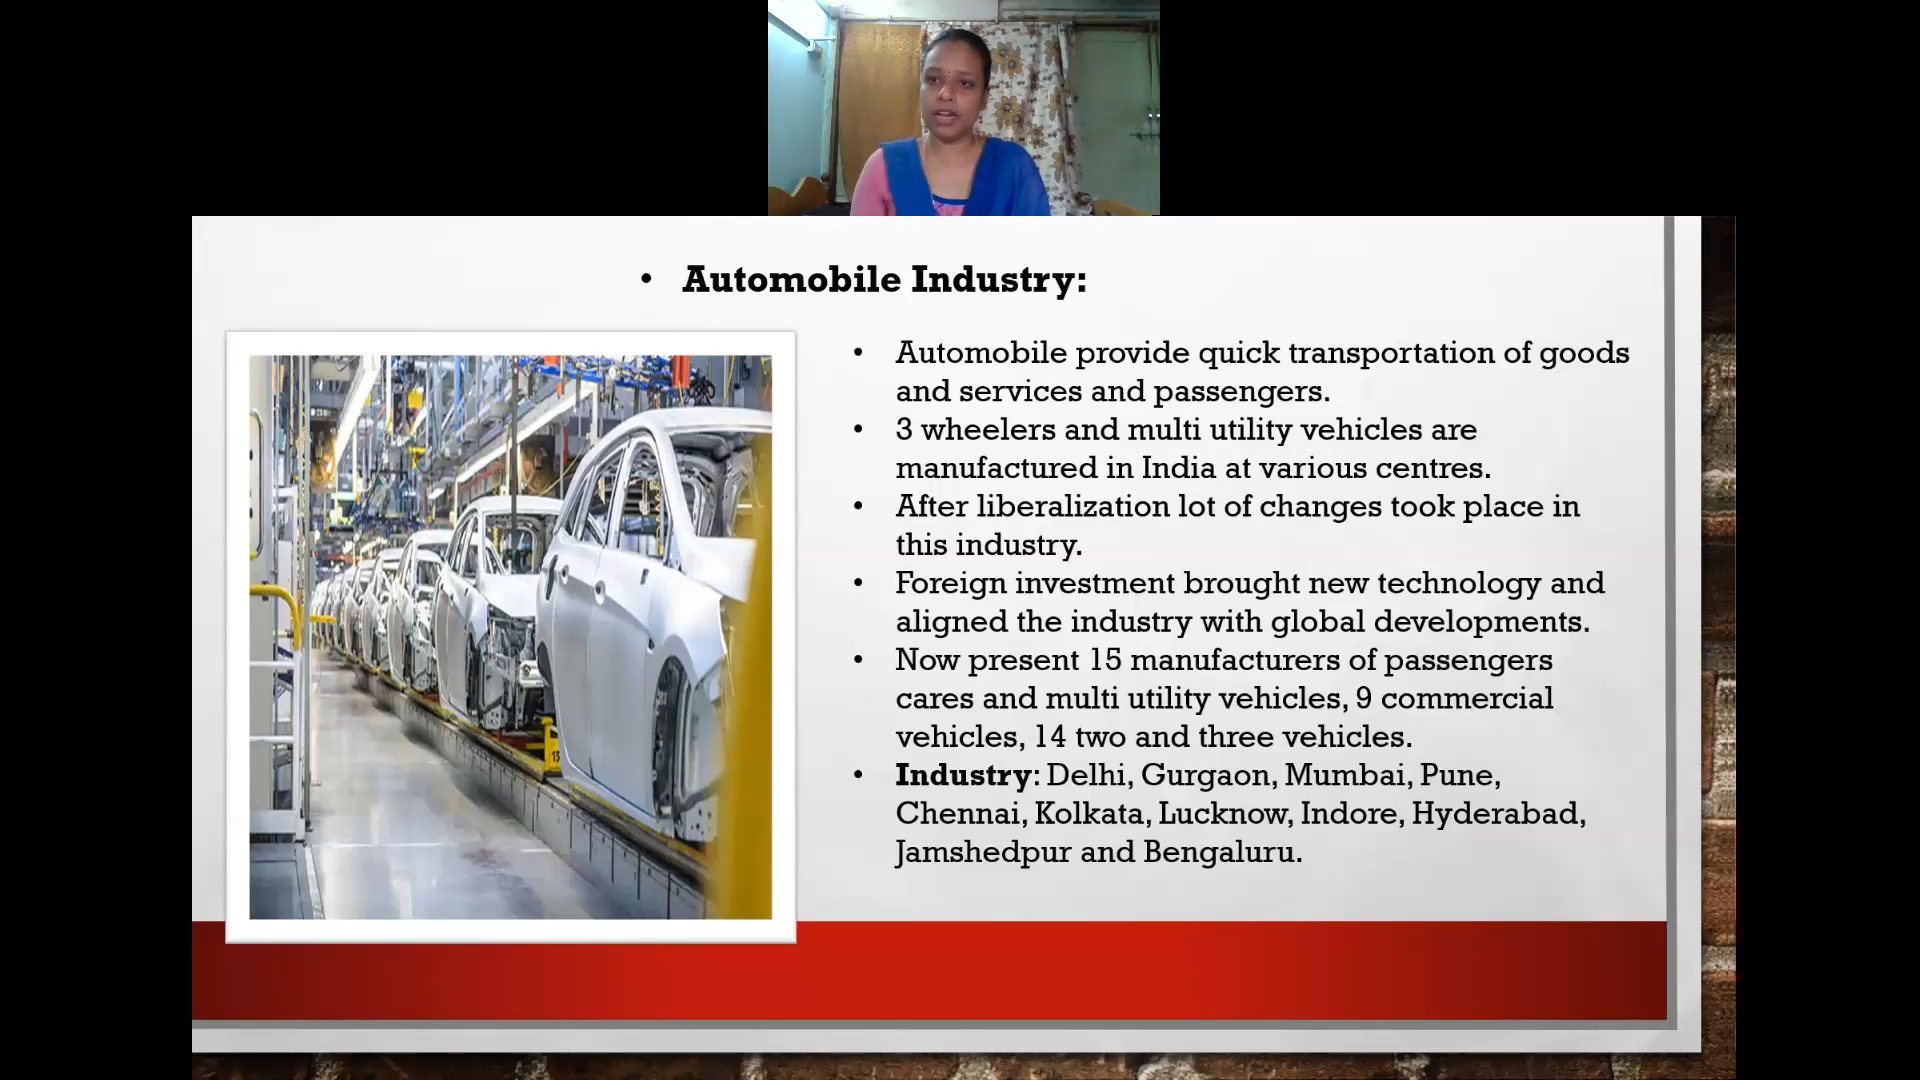 • Automobile Industry:
• Automobile provide quick transportation of goods
and services and passengers.
• 3 wheelers and multi utility vehicles are
manufactured in India at various centres.
• After liberalization lot of changes took place in
this industry.
• Foreign investment brought new technology and
aligned the industry with global developments.
• Now present 15 manufacturers of passengers
cares and multi utility vehicles, 9 commercial
vehicles, 14 two and three vehicles.
• Industry: Delhi, Gurgaon, Mumbai, Pune,
Chennai, Kolkata, Lucknow, Indore, Hyderabad,
Jamshedpur and Bengaluru.
15